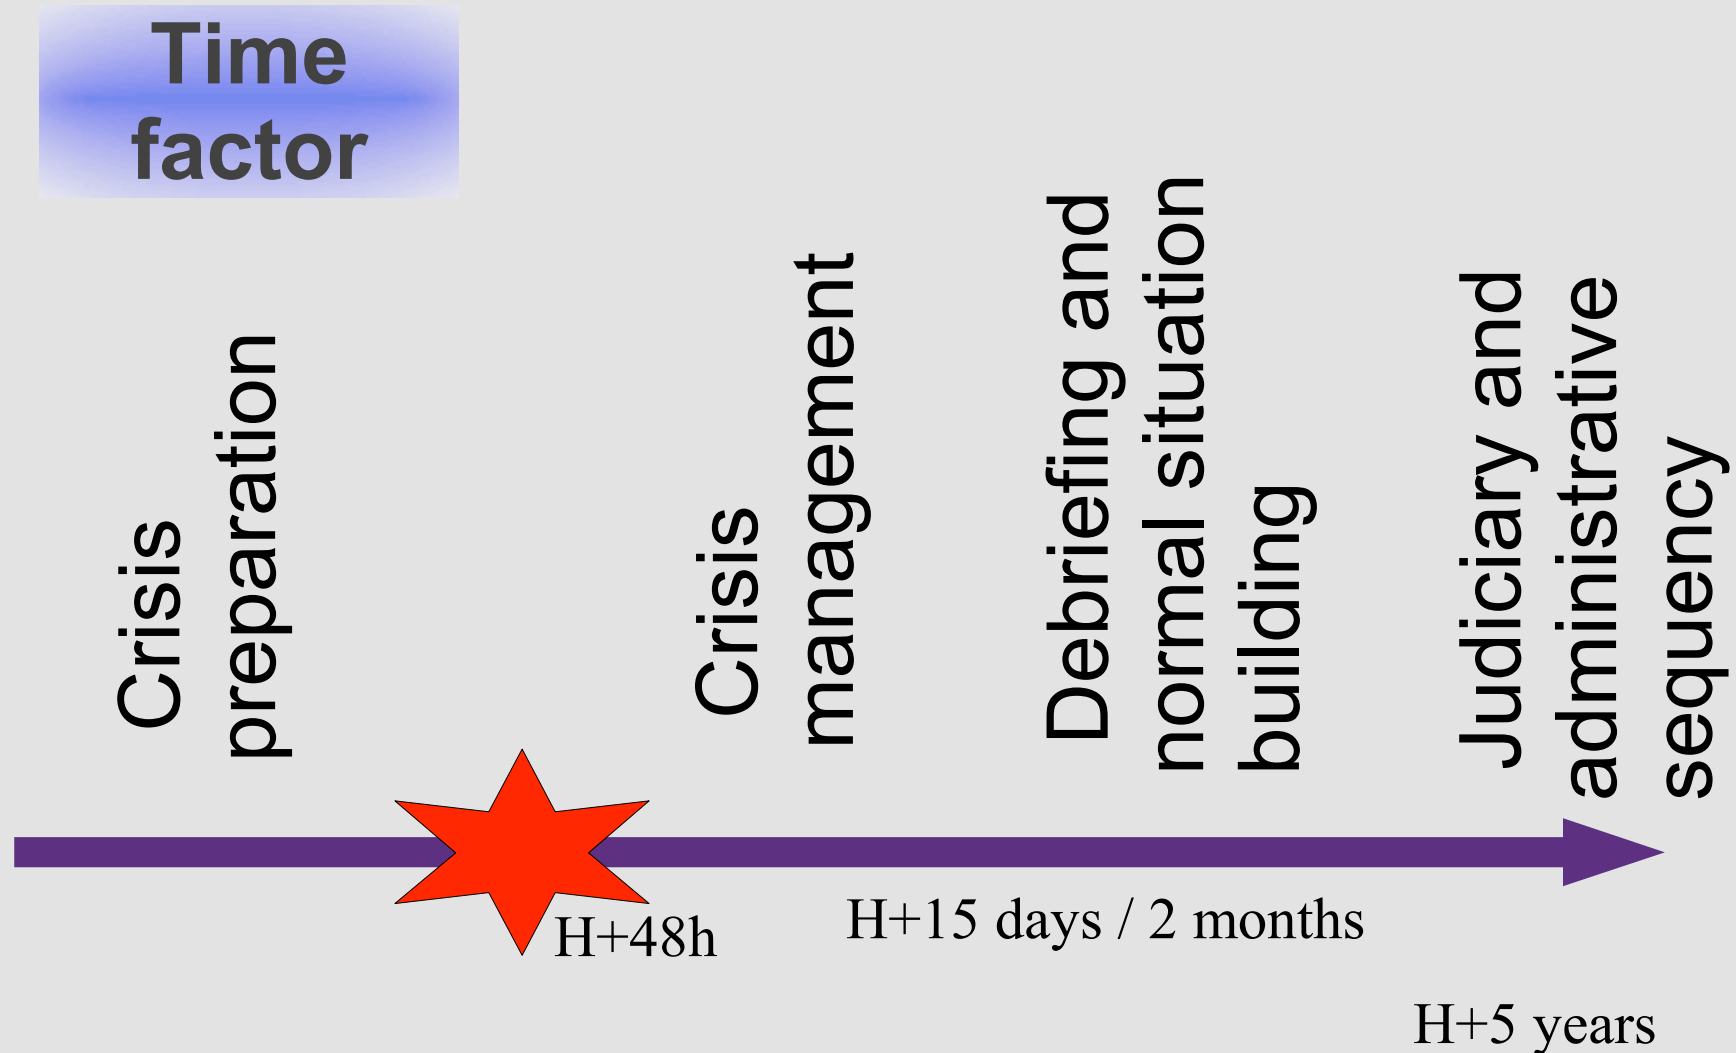 Time
factor
Crisis
preparation
Crisis
management
Debriefing and
normal situation
building
Judiciary and
administrative
sequency
H+48h
H+15 days / 2 months
H+5 years